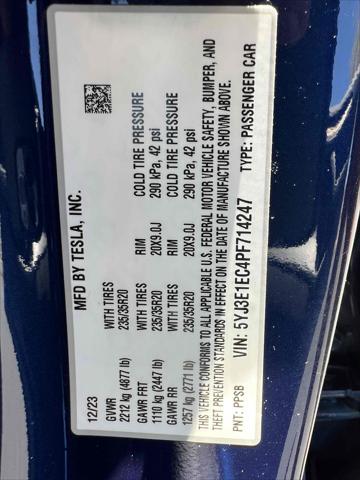 MFD BY TESLA, INC.
12/23
GVWR WITH TIRES RIM COLD TIRE PRESSURE
2212 kg (4877 lb) 235/35R20 20X9.0J 290 kPa, 42 psi
GAWR FRT WITH TIRES RIM COLD TIRE PRESSURE
1110 kg (2447 lb) 235/35R20 20X9.0J 290 kPa, 42 psi
GAWR RR
1257 kg (2771 lb)
THIS VEHICLE CONFORMS TO ALL APPLICABLE U.S. FEDERAL MOTOR VEHICLE SAFETY, BUMPER, AND
THEFT PREVENTION STANDARDS IN EFFECT ON THE DATE OF MANUFACTURE SHOWN ABOVE.
VIN: 5YJ3E1EC4PF714247 TYPE: PASSENGER CAR
PNT: PPSB